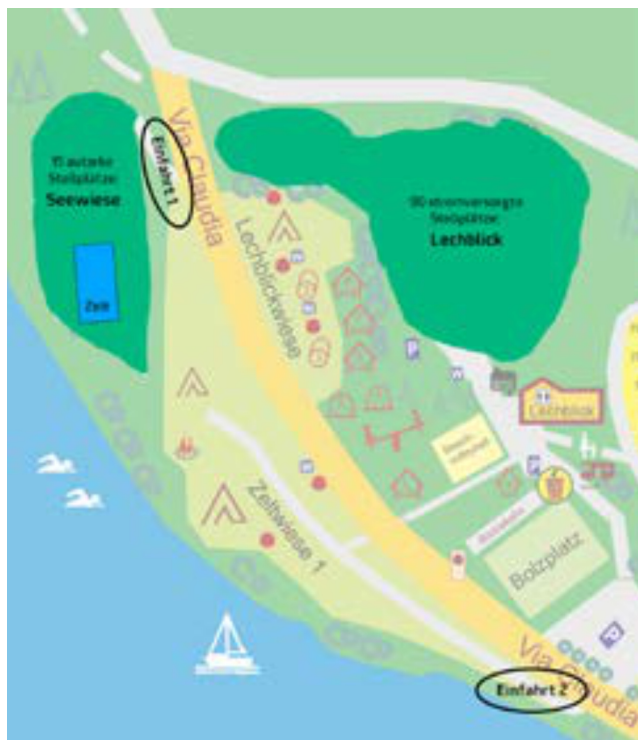 Einfahrt 1
Via Claudia
15 autarke
Stellplätze:
Seewiese
Zelt
80 stromversorgte
Stellplätze:
Lechblick
Lechblickwiese
P
W
Lechblick
P
Zeltwiese 1
Bolzplatz
Via Claudia
Einfahrt 2